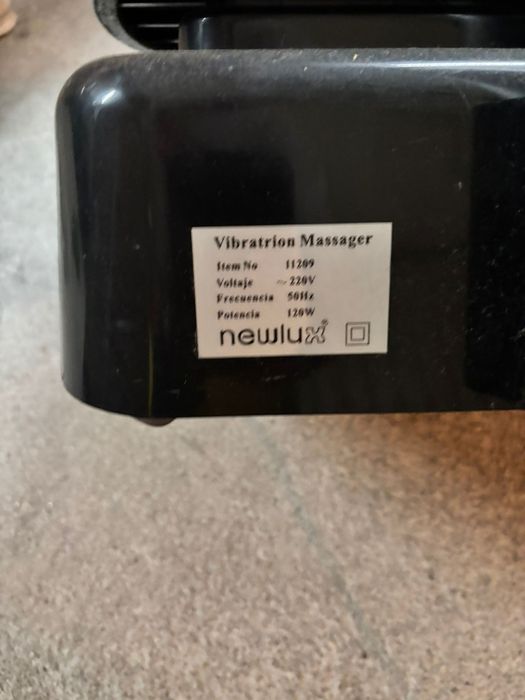 Vibratrion Massager
Item No 11209
Voltaje ~220V
Frecuencia 50Hz
Potencia 120W
newlux®